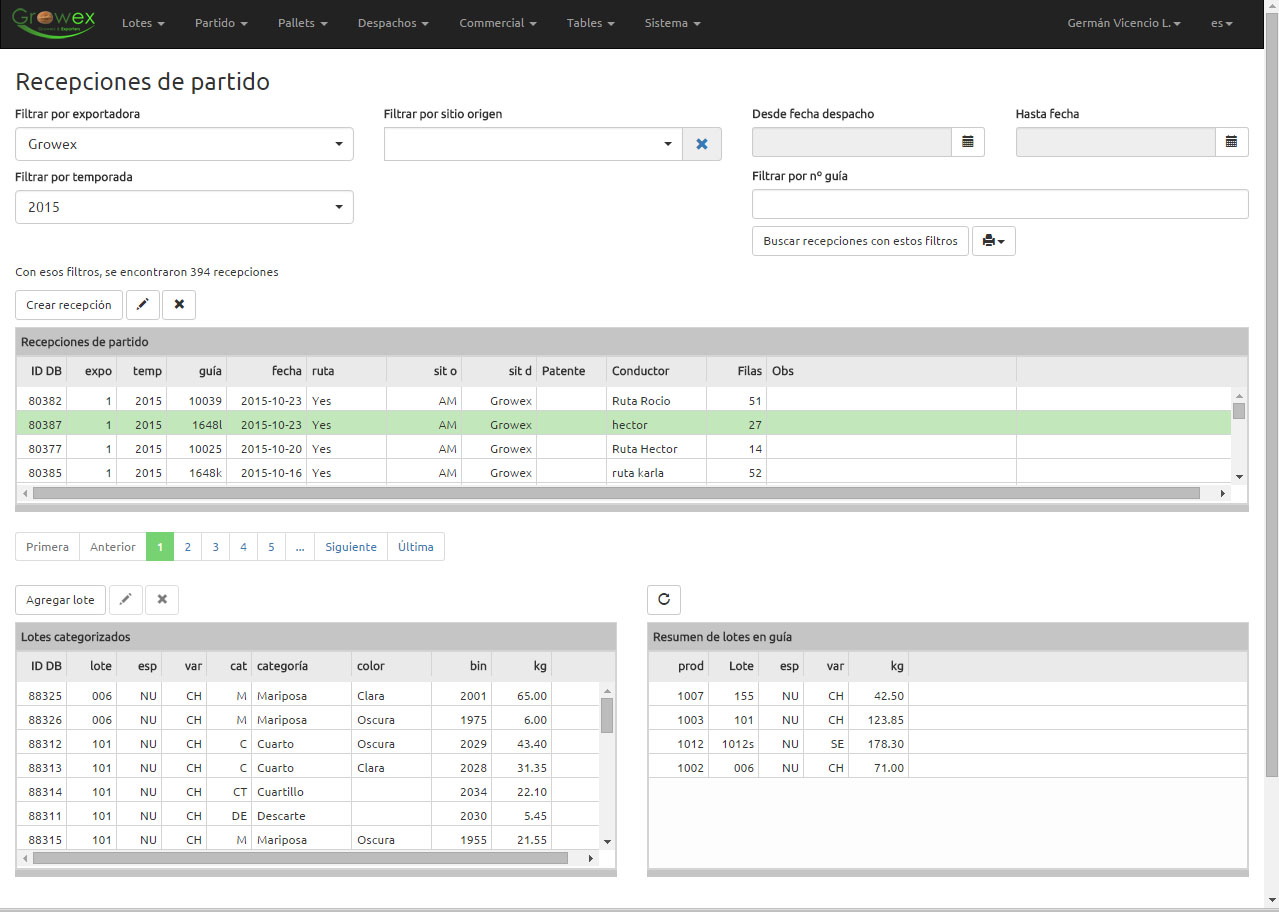 Growex
Lotes Partido Pallets Despachos Commercial Tables Sistema Germán Vicencio L. es
Recepciones de partido
Filtrar por exportadora Filtrar por sitio origen Desde fecha despacho Hasta fecha
Growex
Filtrar por temporada Filtrar por nº guía
2015
Buscar recepciones con estos filtros
Con esos filtros, se encontraron 394 recepciones
Crear recepción
Recepciones de partido
ID DB expo temp guía fecha ruta sit o sit d Patente Conductor Filas Obs
80382 1 2015 10039 2015-10-23 Yes AM Growex Ruta Rocio 51
80387 1 2015 1648l 2015-10-23 Yes AM Growex hector 27
80377 1 2015 10025 2015-10-20 Yes AM Growex Ruta Hector 14
80385 1 2015 1648k 2015-10-16 Yes AM Growex ruta karla 52
Primera Anterior 1 2 3 4 5 ... Siguiente Última
Agregar lote
Lotes categorizados
ID DB lote esp var cat categoría color bin kg
88325 006 NU CH M Mariposa Clara 2001 65.00
88326 006 NU CH M Mariposa Oscura 1975 6.00
88312 101 NU CH C Cuarto Oscura 2029 43.40
88313 101 NU CH C Cuarto Clara 2028 31.35
88314 101 NU CH CT Cuartillo 2034 22.10
88311 101 NU CH DE Descarte 2030 5.45
88315 101 NU CH M Mariposa Oscura 1955 21.55
Resumen de lotes en guía
prod Lote esp var kg
1007 155 NU CH 42.50
1003 101 NU CH 123.85
1012 1012s NU SE 178.30
1002 006 NU CH 71.00